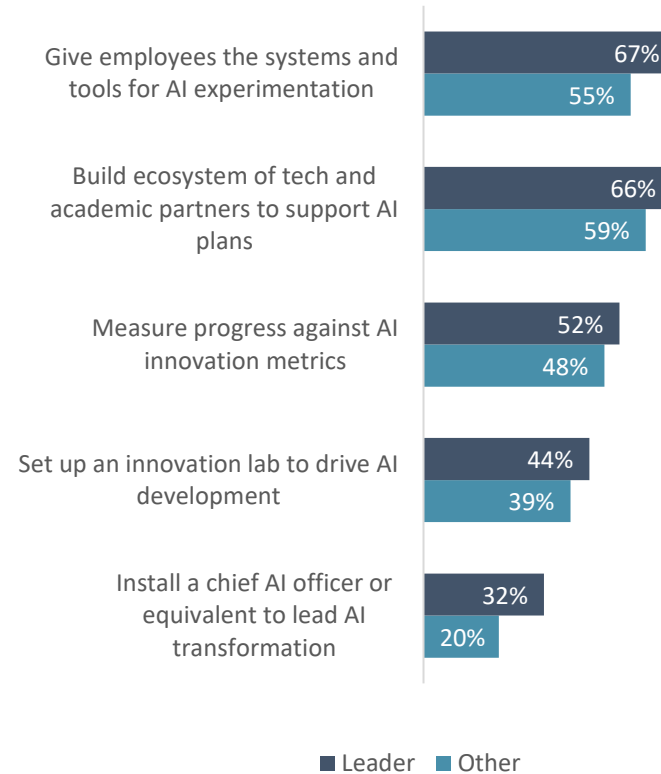 Give employees the systems and
tools for AI experimentation
67%
55%
Build ecosystem of tech and
academic partners to support AI
plans
66%
59%
Measure progress against AI
innovation metrics
52%
48%
Set up an innovation lab to drive AI
development
44%
39%
Install a chief AI officer or
equivalent to lead AI
transformation
32%
20%
Leader Other